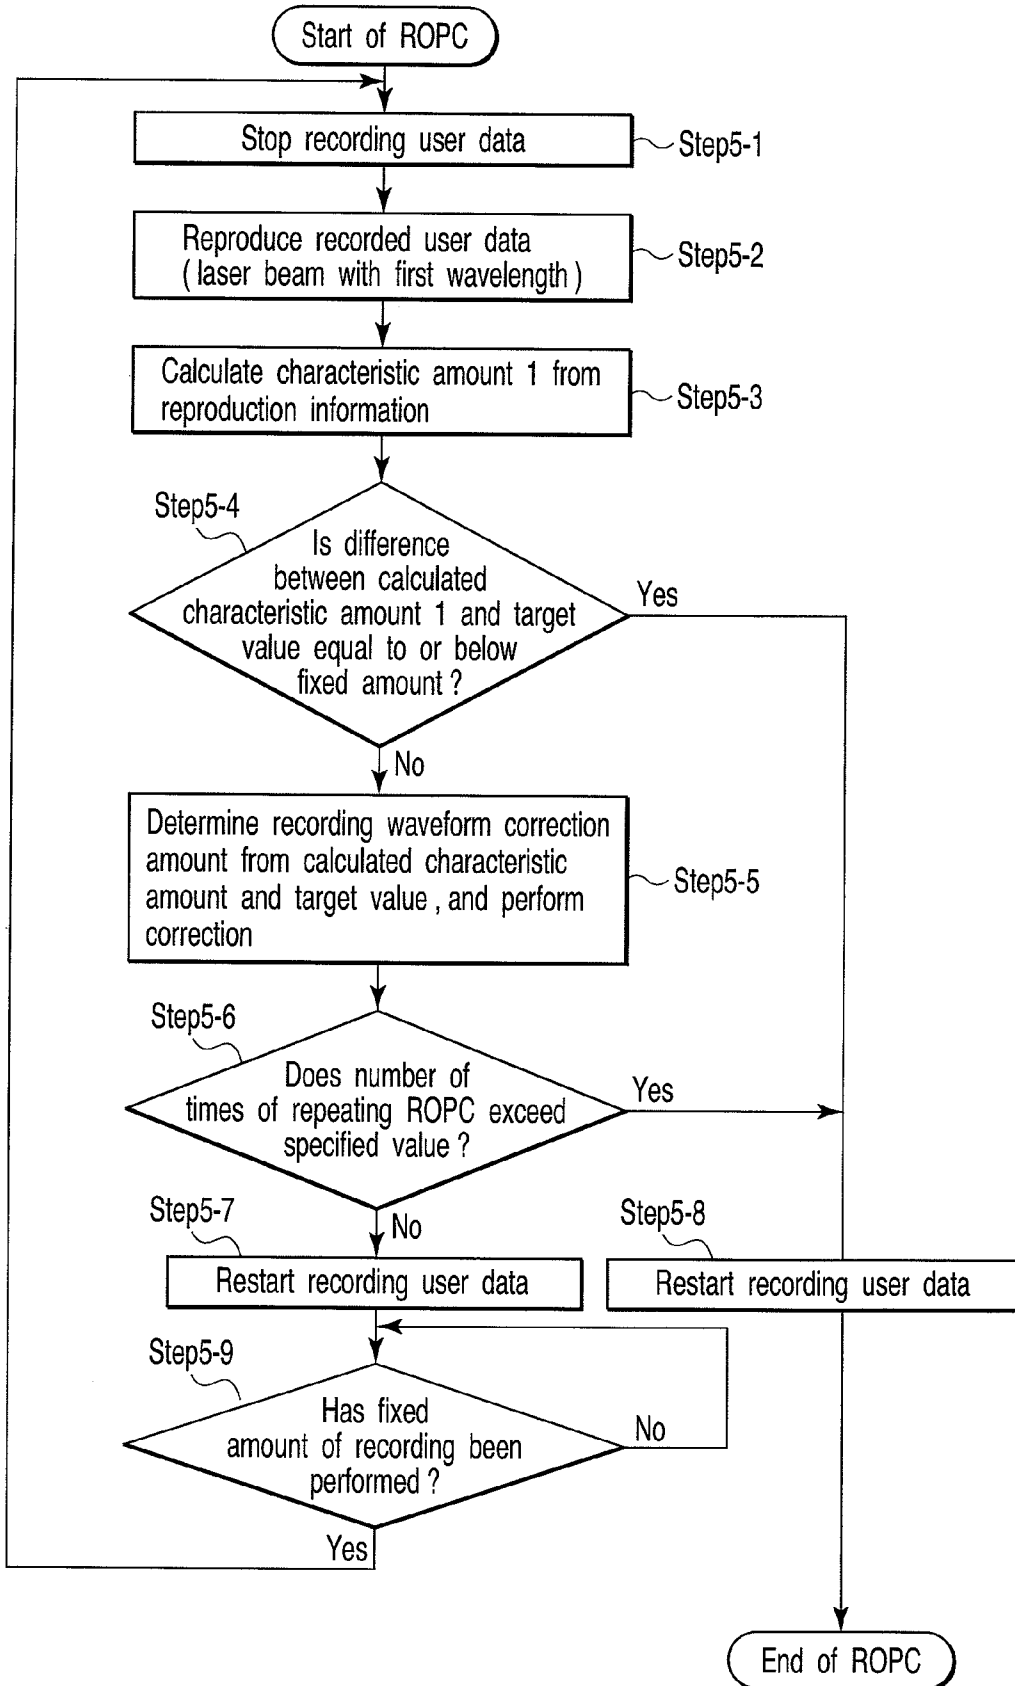 Start of ROPC
Stop recording user data
Step5-1
Reproduce recorded user data
(laser beam with first wavelength)
Step5-2
Calculate characteristic amount 1 from
reproduction information
Step5-3
Step5-4
Is difference
between calculated
characteristic amount 1 and target
value equal to or below
fixed amount ?
Yes
No
Determine recording waveform correction
amount from calculated characteristic
amount and target value , and perform
correction
Step5-5
Step5-6
Does number of
times of repeating ROPC exceed
specified value ?
Yes
No
Step5-7
Restart recording user data
Step5-8
Restart recording user data
Step5-9
Has fixed
amount of recording been
performed ?
No
Yes
End of ROPC